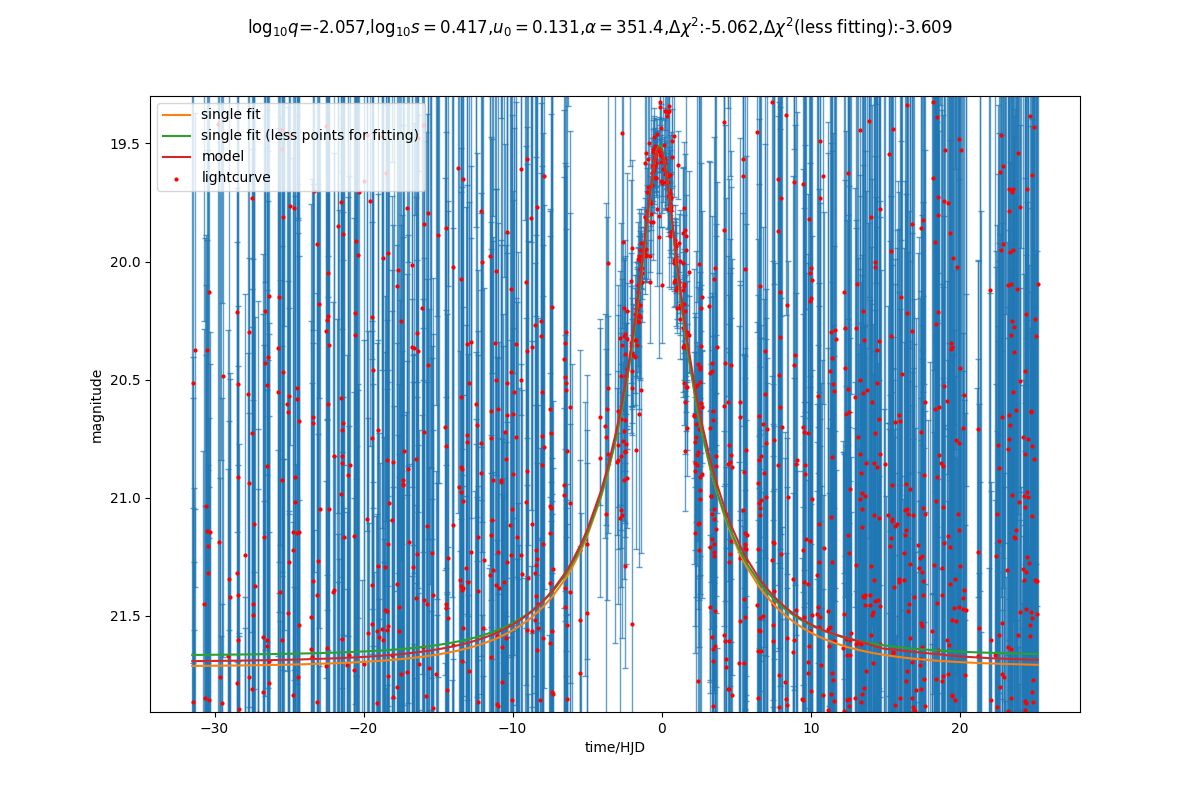 log₁₀q=-2.057,log₁₀s = 0.417,u₀ = 0.131,α = 351.4,Δχ²:-5.062,Δχ²(less fitting):-3.609
single fit
single fit (less points for fitting)
model
lightcurve
19.5
20.0
20.5
21.0
21.5
magnitude
−30
−20
−10
0
10
20
time/HJD